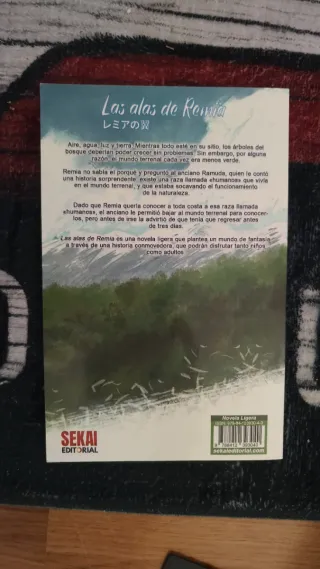 Las alas de Remia
レミアの翼
Aire, agua, luz y tierra. Mientras todo esté en su sitio, los árboles del
bosque deberían poder crecer sin problemas. Sin embargo, por alguna
razón, el mundo terrenal cada vez era menos verde.
Remia no sabía el porqué y preguntó al anciano Ramuda, quien le contó
una historia sorprendente: existe una raza llamada «humanos» que vivía
en el mundo terrenal, y que estaba socavando el funcionamiento
de la naturaleza.
Dado que Remia quería conocer a toda costa a esa raza llamada
«humanos», el anciano le permitió bajar al mundo terrenal para conocer-
los, pero antes de irse la advirtió de que tenía que regresar antes
de tres días.
Las alas de Remia es una novela ligera que plantea un mundo de fantasía
a través de una historia conmovedora, que podrán disfrutar tanto niños
como adultos.
SEKAI
EDITORIAL
Novela Ligera
sekaieditorial.com